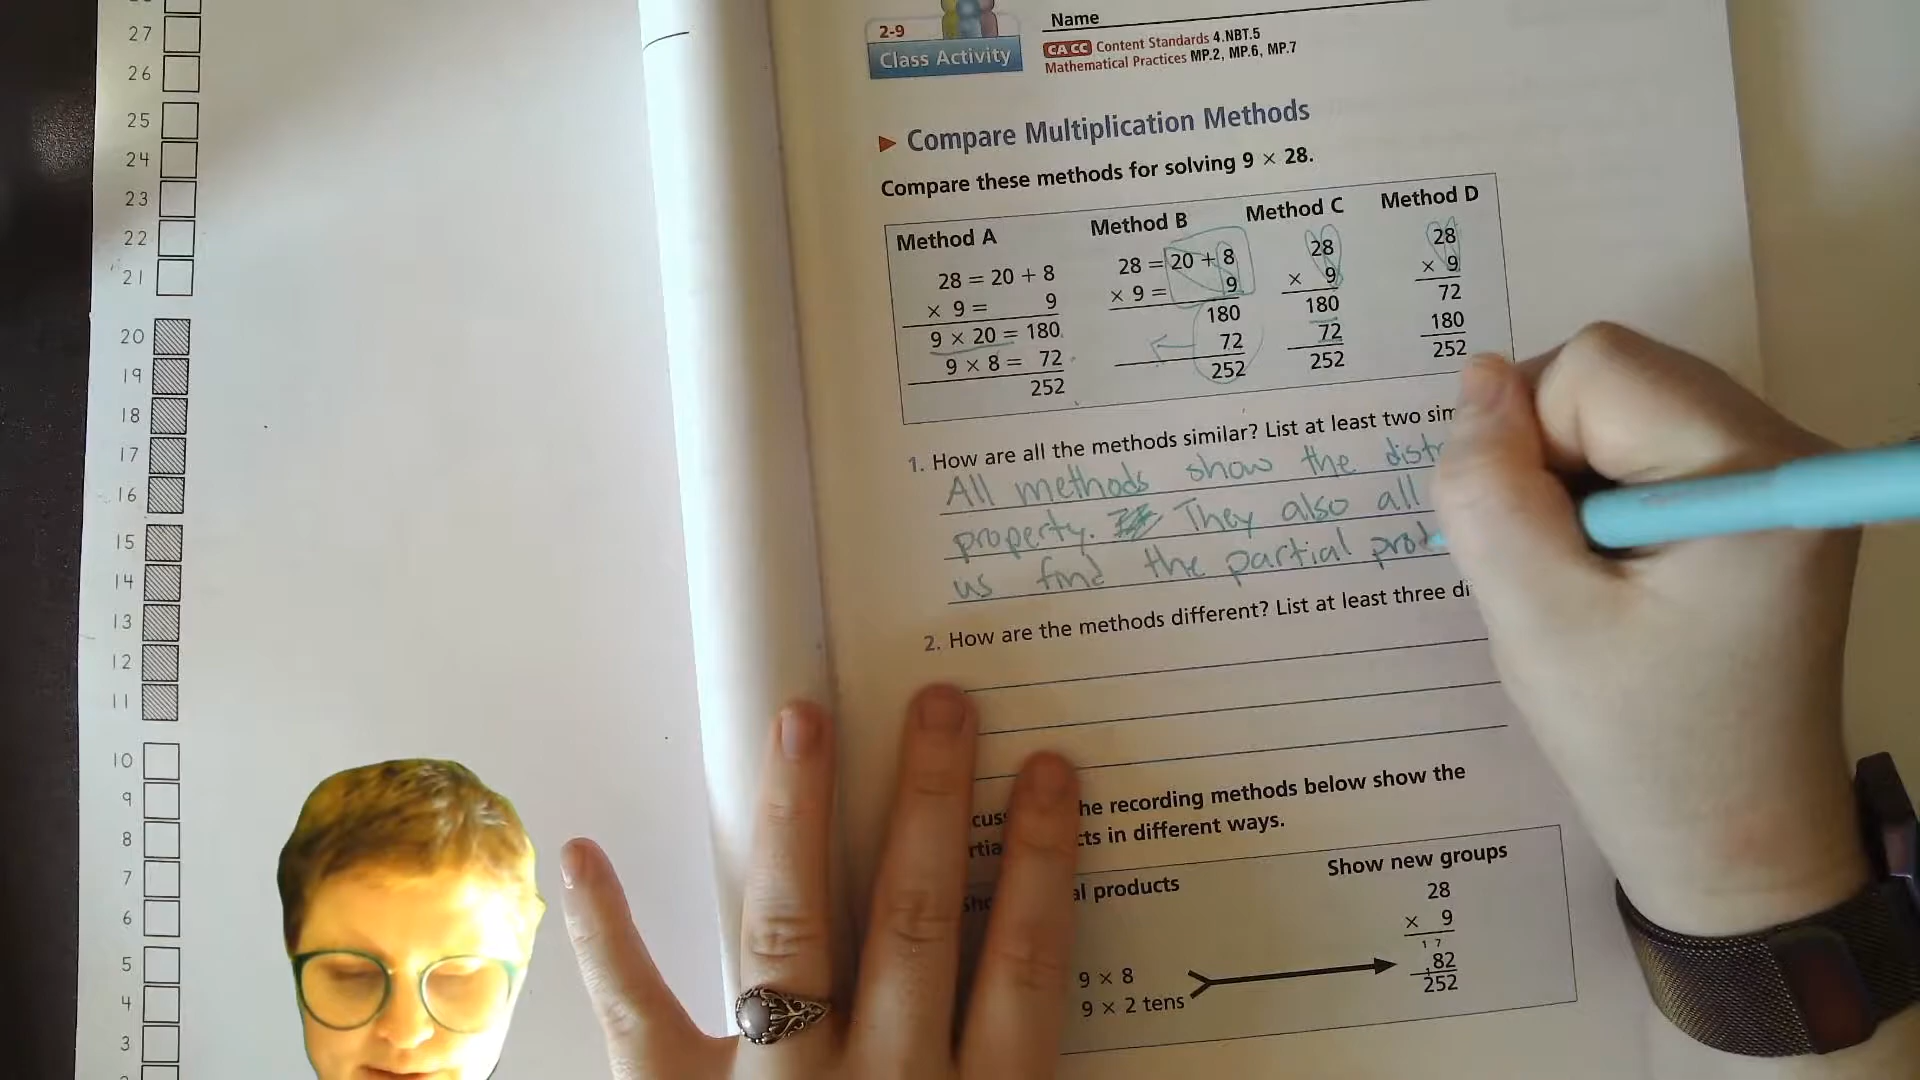 27
26
25
24
23
22
21
20
19
18
17
16
15
14
13
12
11
10
9
8
7
6
5
4
3
2-9
Class Activity
Name
CA CC Content Standards 4.NBT.5
Mathematical Practices MP.2, MP.6, MP.7
Compare Multiplication Methods
Compare these methods for solving 9 × 28.
Method A
28 = 20 + 8
× 9 = 9
9 × 20 = 180
9 × 8 = 72
252
Method B
28 = 20 + 8
× 9 = 9
180
72
252
Method C
28
× 9
180
72
252
Method D
28
× 9
72
180
252
1. How are all the methods similar? List at least two sim
All methods show the distr
property. They also all
us find the partial prod
2. How are the methods different? List at least three di
he recording methods below show the
in different ways.
products
9 × 8
9 × 2 tens
Show new groups
28
× 9
1 7
82
1
252